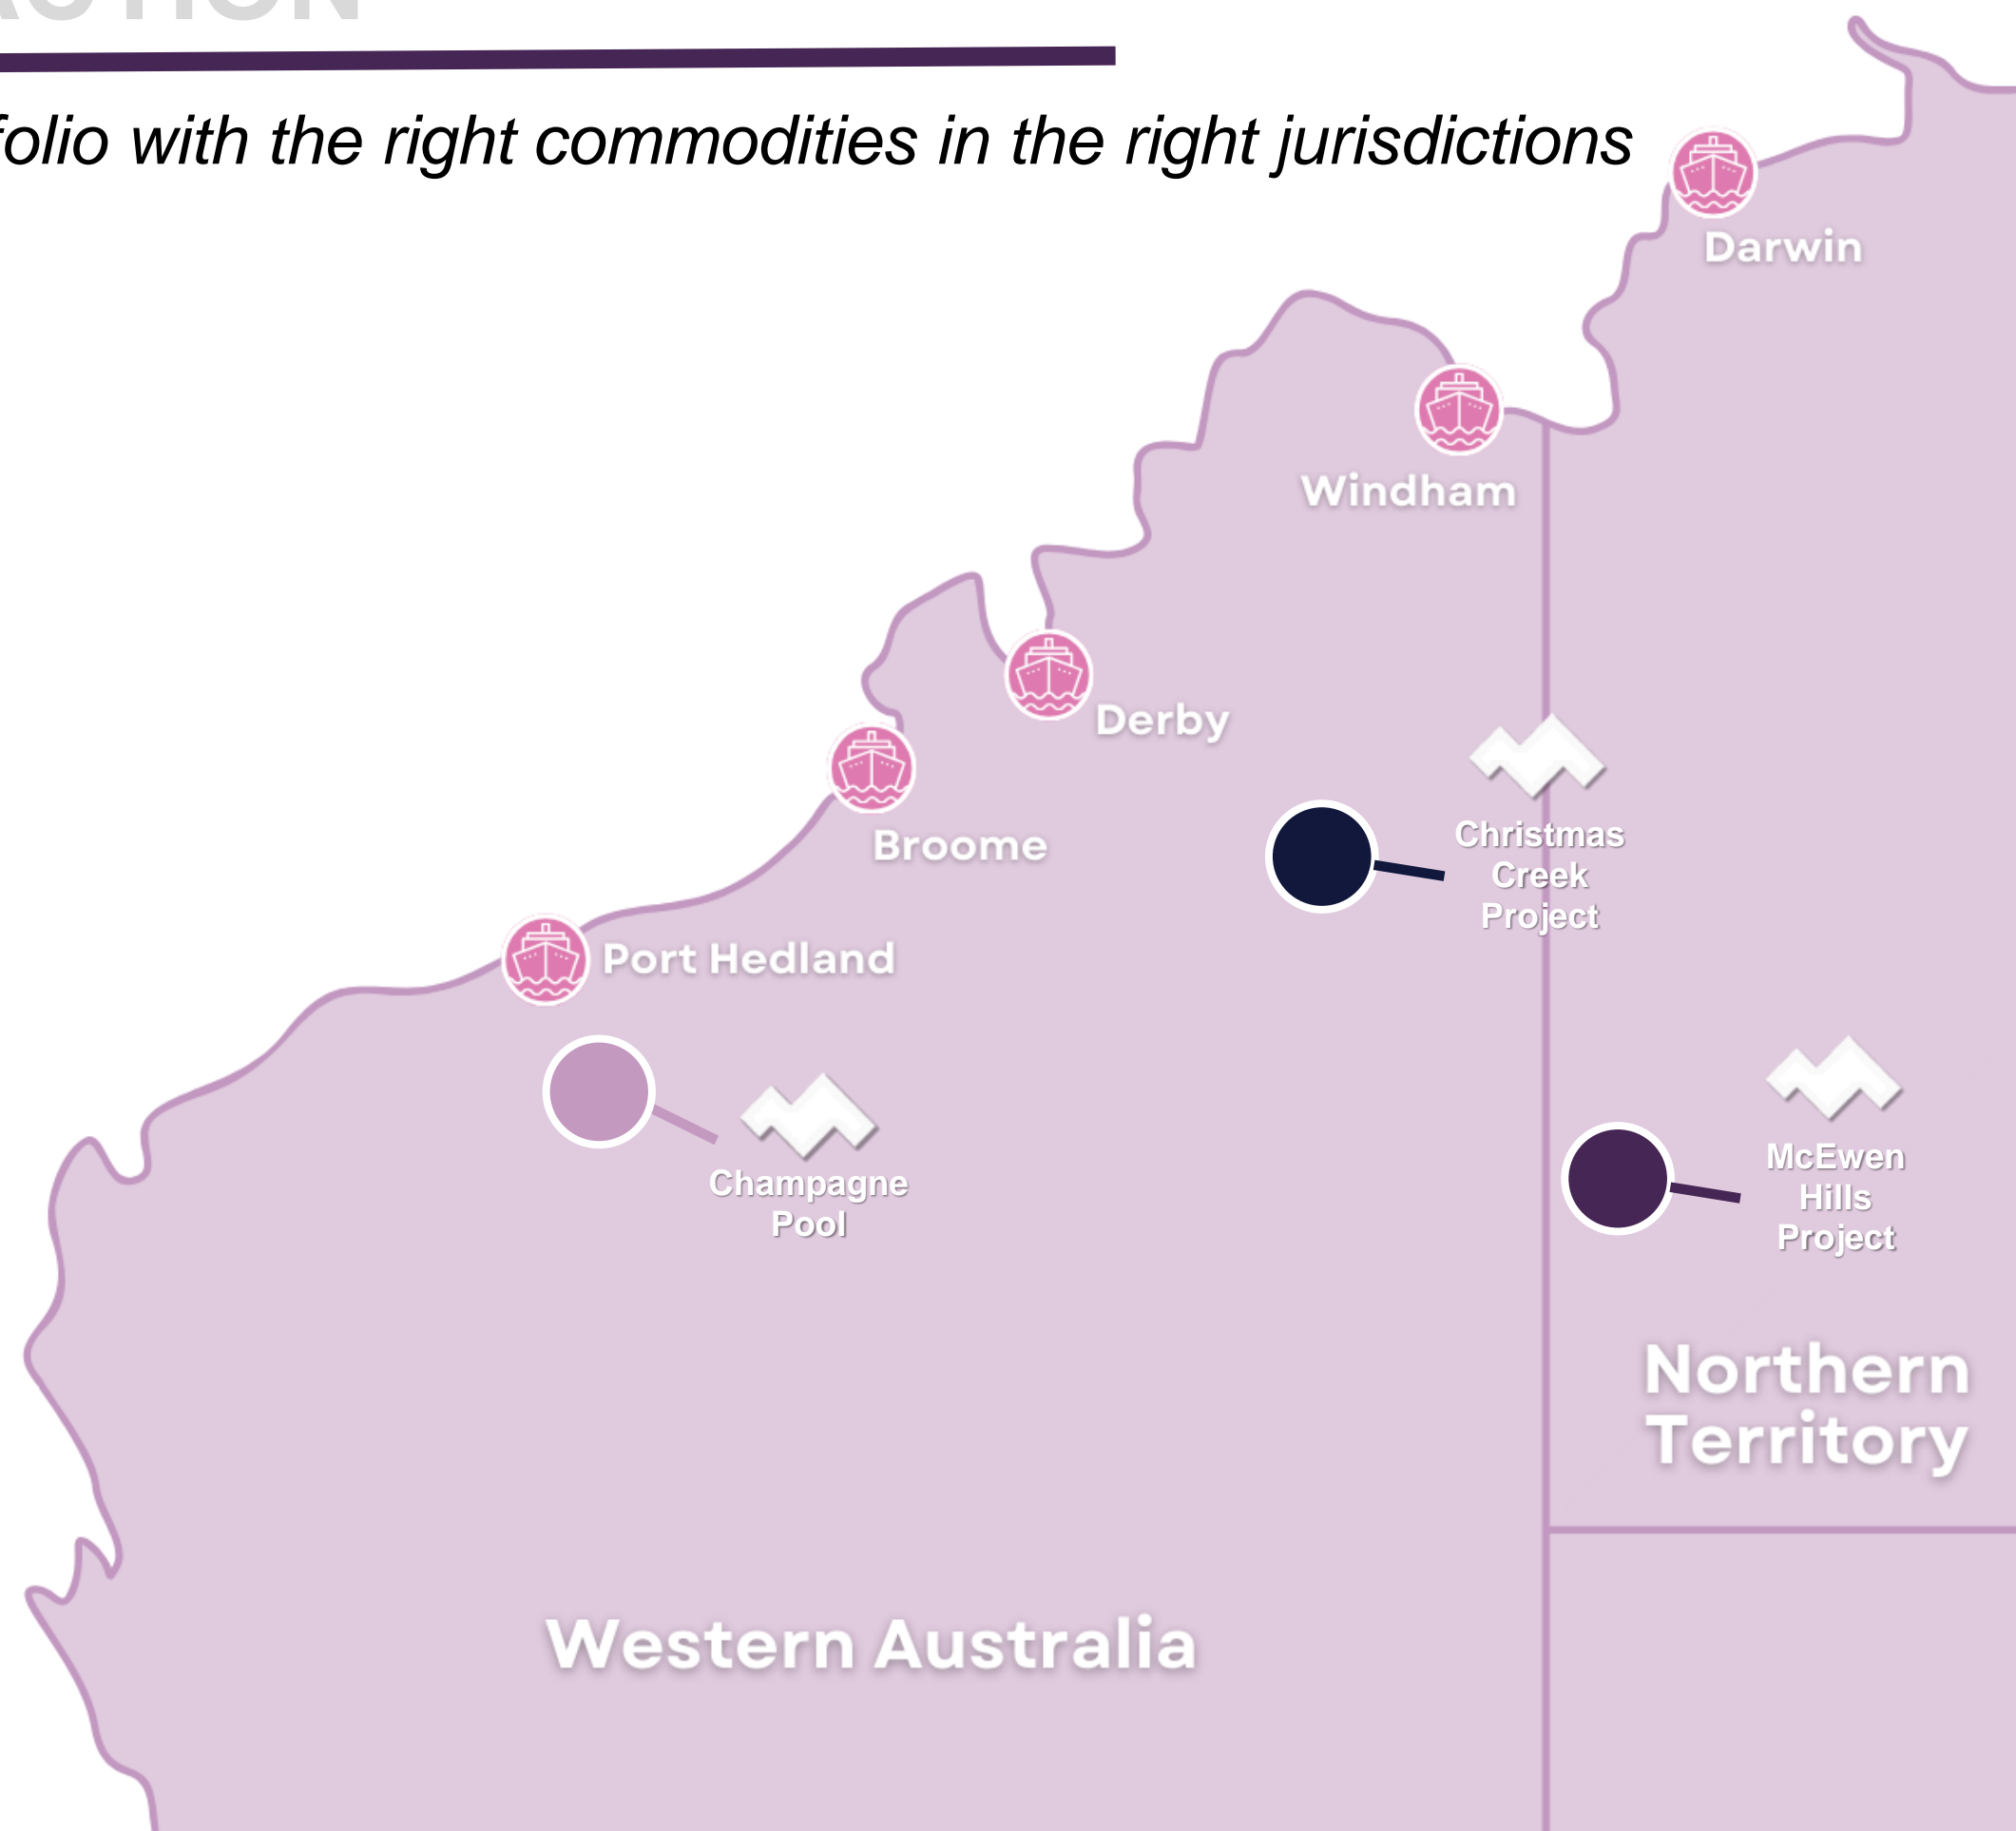 folio with the right commodities in the right jurisdictions
Darwin
Windham
Derby
Broome
Christmas
Creek
Project
Port Hedland
Champagne
Pool
McEwen
Hills
Project
Northern
Territory
Western Australia